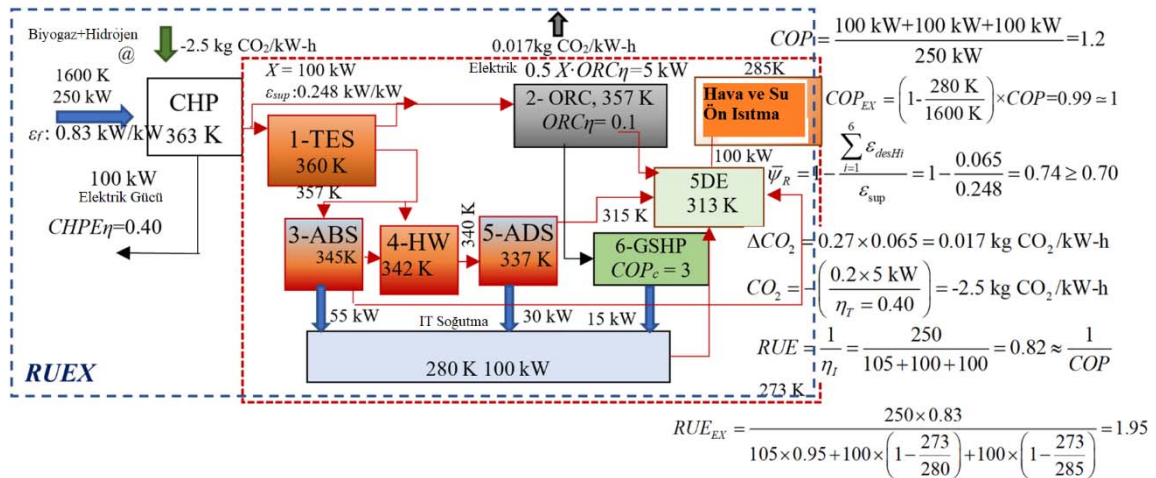 Biyogaz+Hidrójen
@
-2.5 kg CO₂/kW-h
1600 K
250 kW
εf: 0.83 kW/kW
CHP
363 K
100 kW
Elektrik Gücü
CHPEη=0.40
X = 100 kW
εsup:0.248 kW/kW
1-TES
360 K
357 K
0.017kg CO₂/kW-h
Elektrik
0.5 X·ORCη=5 kW
2- ORC, 357 K
ORCη= 0.1
285K
Hava ve Su
Ön Isıtma
100 kW
5DE
313 K
3-ABS
345K
4-HW
342 K
340 K
5-ADS
337 K
315 K
6-GSHP
COPc = 3
55 kW
IT Soğutma
30 kW
15 kW
280 K 100 kW
RUEX
273 K
COP = (100 kW+100 kW+100 kW)/(250 kW) =1.2
COPEX = (1-280 K/1600 K)×COP=0.99 ≃ 1
ψ̅R = 1 - (∑i=1^6 εdesHi)/εsup = 1 - 0.065/0.248 = 0.74 ≥ 0.70
ΔCO₂ = 0.27×0.065 = 0.017 kg CO₂/kW-h
CO₂ = -((0.2×5 kW)/(ηT = 0.40)) = -2.5 kg CO₂/kW-h
RUE = 1/ηI = 250/(105+100+100) = 0.82 ≈ 1/COP
RUEEX = (250×0.83)/(105×0.95+100×(1-273/280)+100×(1-273/285)) = 1.95